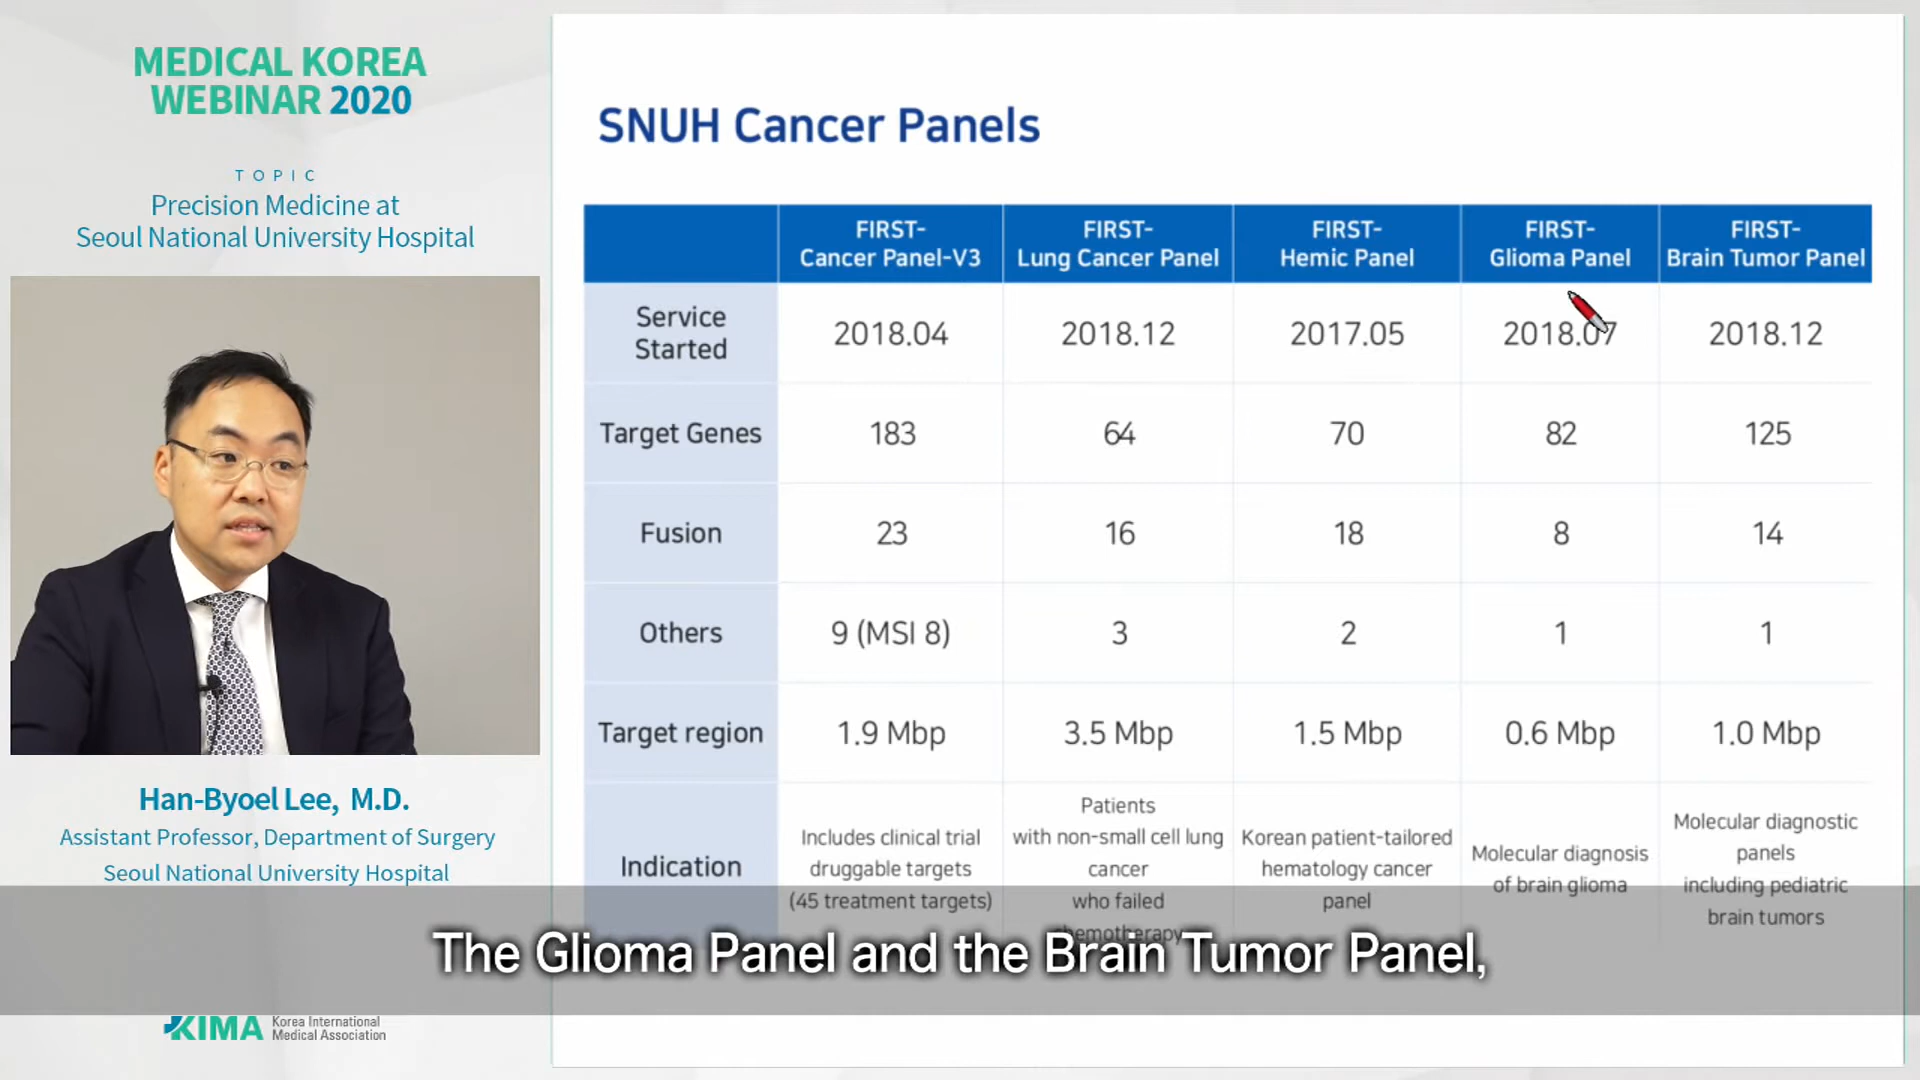 MEDICAL KOREA
WEBINAR 2020
TOPIC
Precision Medicine at
Seoul National University Hospital
Han-Byoel Lee, M.D.
Assistant Professor, Department of Surgery
Seoul National University Hospital
KIMA Korea International
Medical Association
SNUH Cancer Panels
FIRST-
Cancer Panel-V3
FIRST-
Lung Cancer Panel
FIRST-
Hemic Panel
FIRST-
Glioma Panel
FIRST-
Brain Tumor Panel
Service
Started
2018.04
2018.12
2017.05
2018.07
2018.12
Target Genes
183
64
70
82
125
Fusion
23
16
18
8
14
Others
9 (MSI 8)
3
2
1
1
Target region
1.9 Mbp
3.5 Mbp
1.5 Mbp
0.6 Mbp
1.0 Mbp
Indication
Includes clinical trial
druggable targets
(45 treatment targets)
Patients
with non-small cell lung
cancer
who failed
chemotherapy
Korean patient-tailored
hematology cancer
panel
Molecular diagnosis
of brain glioma
Molecular diagnostic
panels
including pediatric
brain tumors
The Glioma Panel and the Brain Tumor Panel,